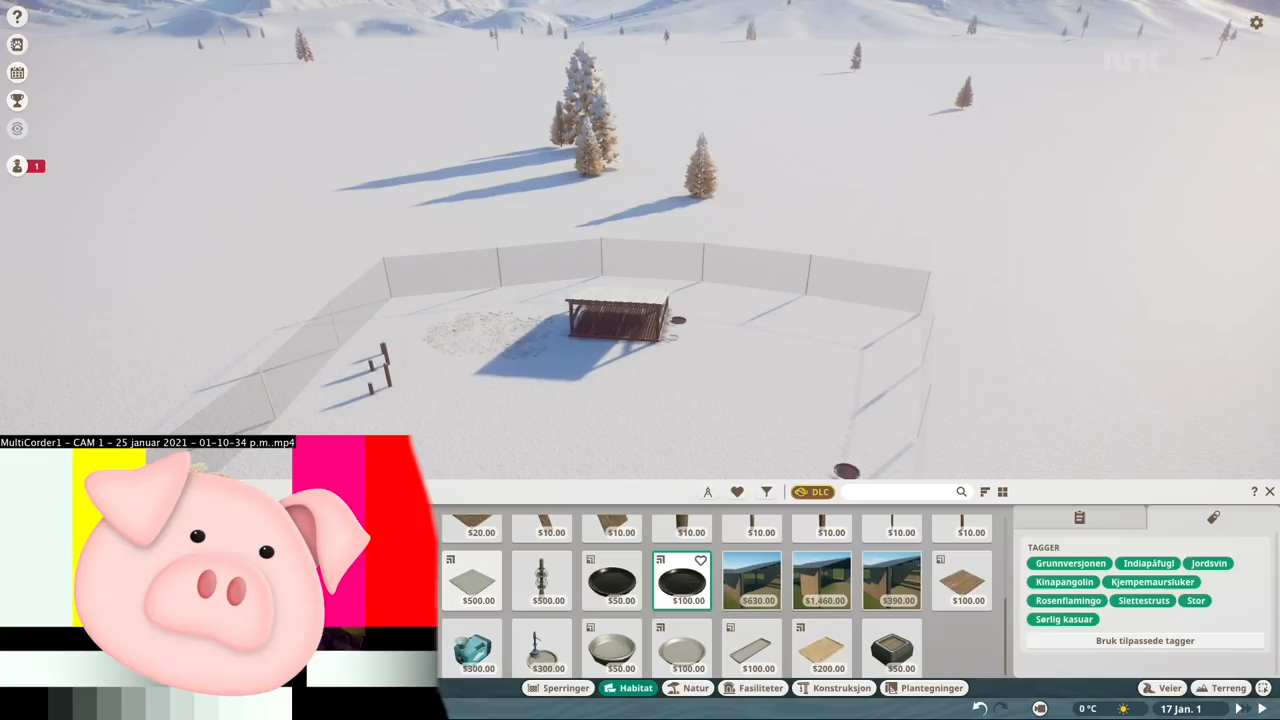 NRK
1
MultiCorder1 - CAM 1 - 25 januar 2021 - 01-10-34 p.m..mp4
DLC
?
$20.00 $10.00 $10.00 $10.00 $10.00 $10.00 $10.00 $10.00
$500.00 $500.00 $50.00 $100.00 $630.00 $1,460.00 $390.00 $100.00
$300.00 $300.00 $50.00 $100.00 $100.00 $200.00 $50.00
TAGGER
Grunnversjonen Indiapåfugl Jordsvin
Kinapangolin Kjempemaursluker
Rosenflamingo Slettestruts Stor
Sørlig kasuar
Bruk tilpassede tagger
Sperringer Habitat Natur Fasiliteter Konstruksjon Plantegninger Veier Terreng
0 °C 17 Jan. 1